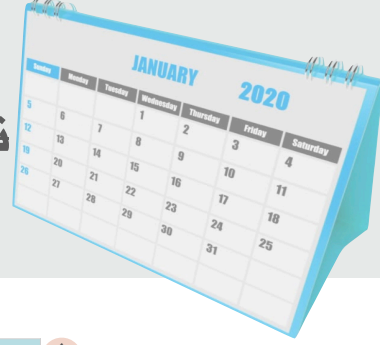 JANUARY 2020
Sunday Monday Tuesday Wednesday Thursday Friday Saturday
1 2 3 4
5 6 7 8 9 10 11
12 13 14 15 16 17 18
19 20 21 22 23 24 25
26 27 28 29 30 31